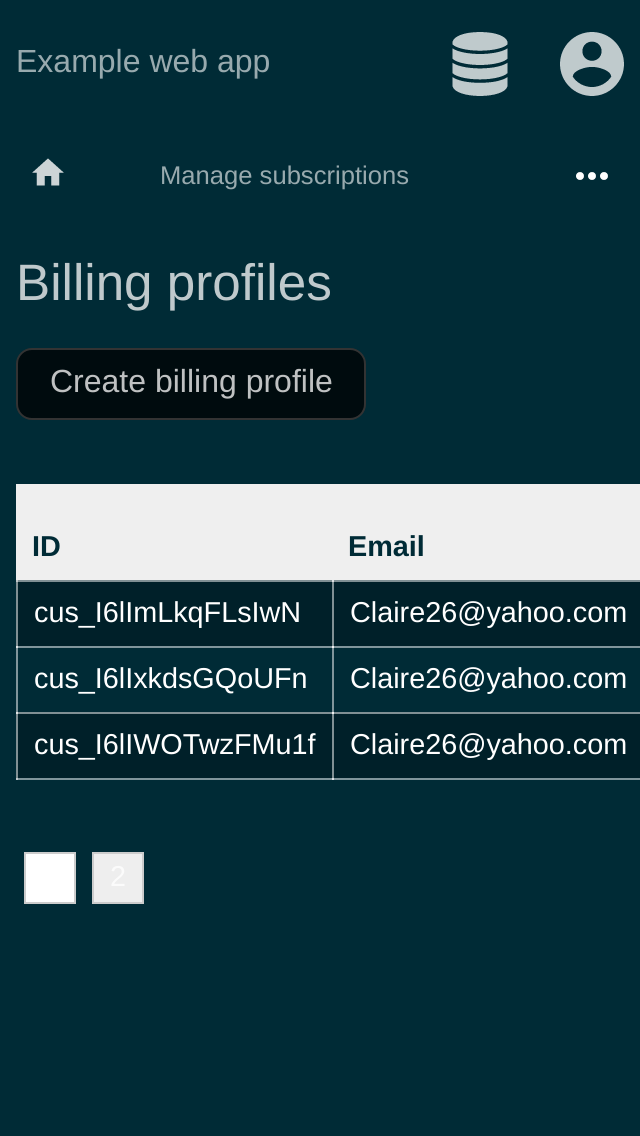 Example web app
Manage subscriptions
Billing profiles
Create billing profile
ID Email
cus_I6lImLkqFLsIwN Claire26@yahoo.com
cus_I6lIxkdsGQoUFn Claire26@yahoo.com
cus_I6lIWOTwzFMu1f Claire26@yahoo.com
2